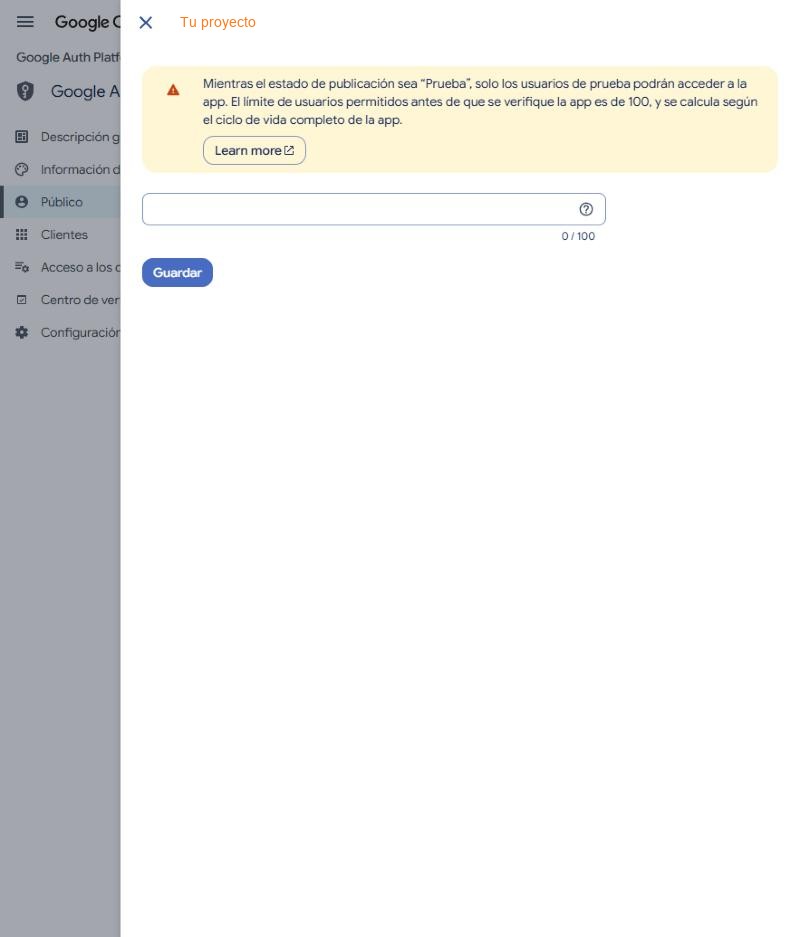 Google C
Tu proyecto
Google Auth Platf
Google A
Descripción g
Información d
Público
Clientes
Acceso a los c
Centro de ver
Configuración
Mientras el estado de publicación sea “Prueba”, solo los usuarios de prueba podrán acceder a la
app. El límite de usuarios permitidos antes de que se verifique la app es de 100, y se calcula según
el ciclo de vida completo de la app.
Learn more
0 / 100
Guardar